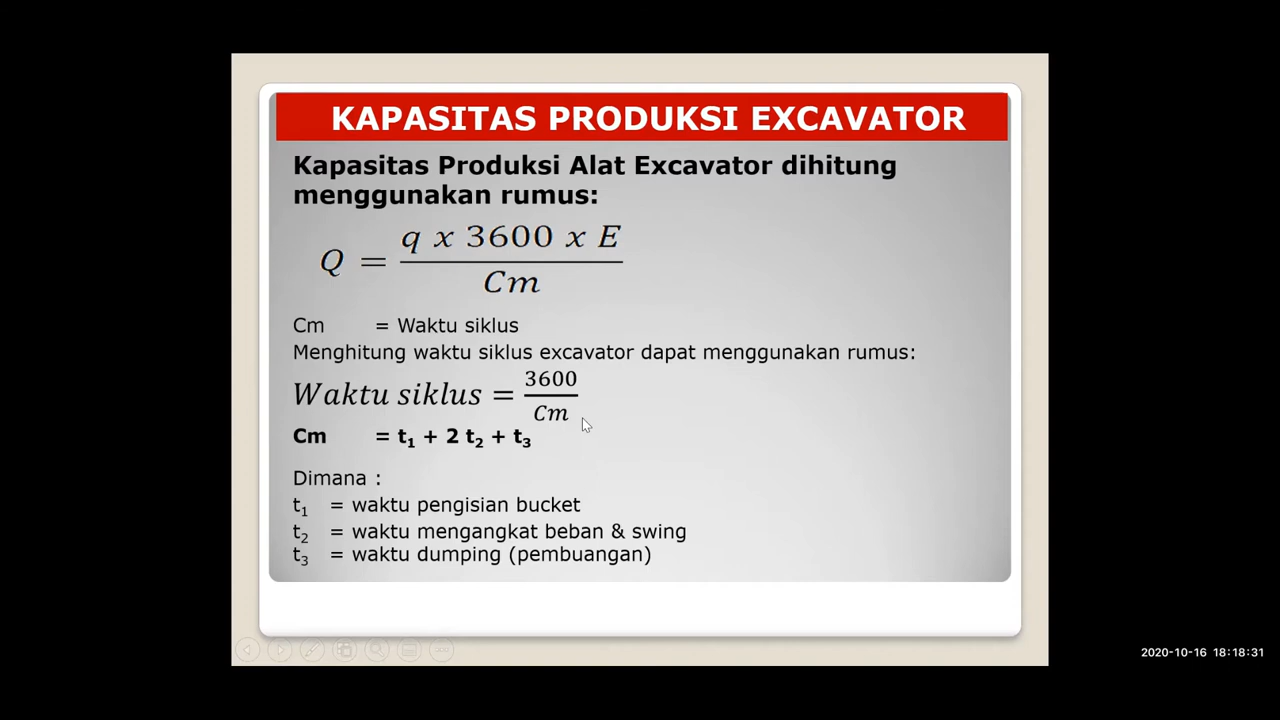 KAPASITAS PRODUKSI EXCAVATOR
Kapasitas Produksi Alat Excavator dihitung
menggunakan rumus:
Q = q x 3600 x E / Cm
Cm = Waktu siklus
Menghitung waktu siklus excavator dapat menggunakan rumus:
Waktu siklus = 3600 / Cm
Cm = t₁ + 2 t₂ + t₃
Dimana :
t₁ = waktu pengisian bucket
t₂ = waktu mengangkat beban & swing
t₃ = waktu dumping (pembuangan)
2020-10-16 18:18:31